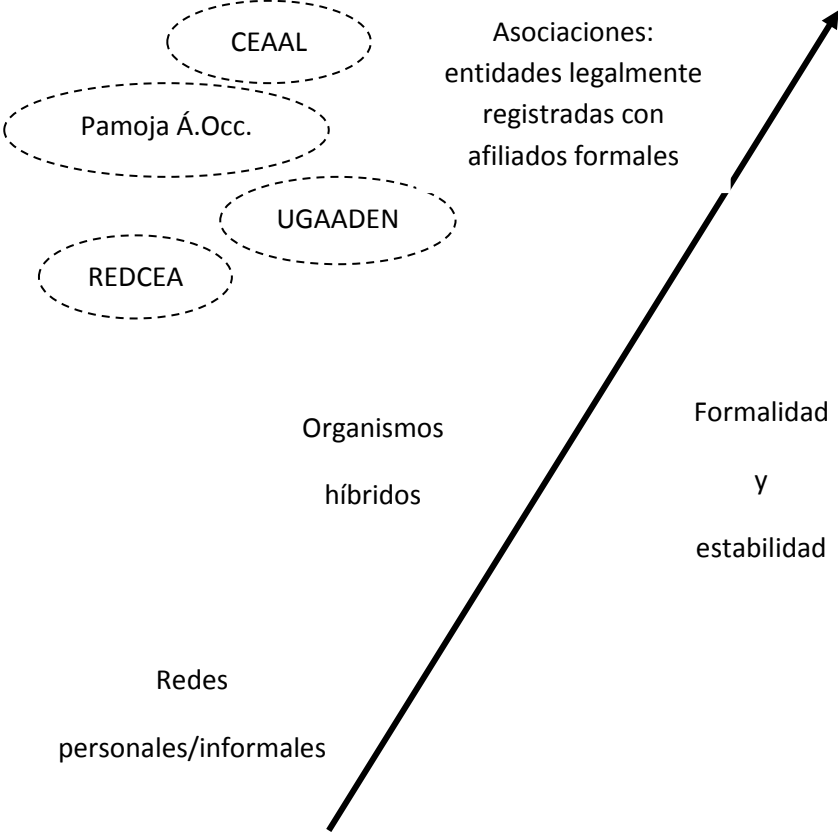 CEAAL
Asociaciones:
entidades legalmente
registradas con
afiliados formales
Pamoja Á.Occ.
UGAADEN
REDCEA
Organismos
híbridos
Formalidad
y
estabilidad
Redes
personales/informales